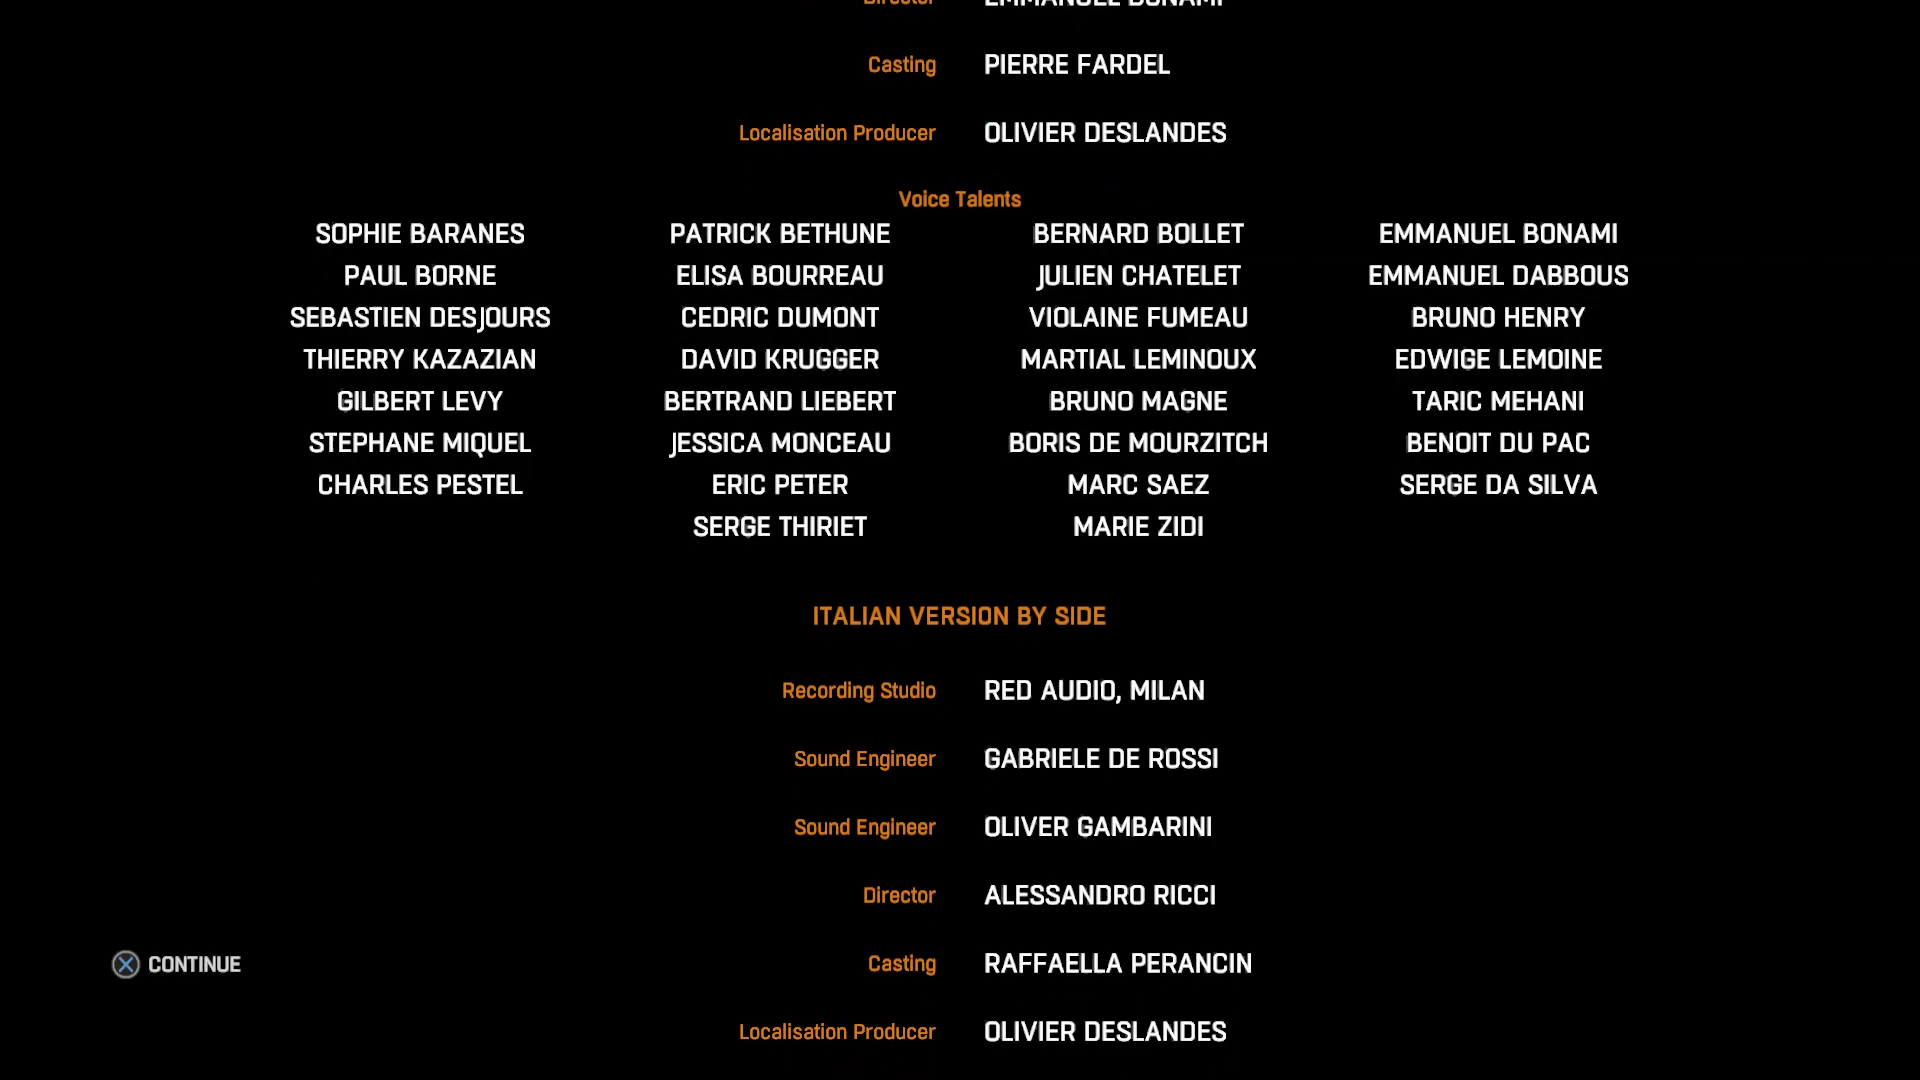 Director EMMANUEL BONAMI
Casting PIERRE FARDEL
Localisation Producer OLIVIER DESLANDES
Voice Talents
SOPHIE BARANES PATRICK BETHUNE BERNARD BOLLET EMMANUEL BONAMI
PAUL BORNE ELISA BOURREAU JULIEN CHATELET EMMANUEL DABBOUS
SEBASTIEN DESJOURS CEDRIC DUMONT VIOLAINE FUMEAU BRUNO HENRY
THIERRY KAZAZIAN DAVID KRUGGER MARTIAL LEMINOUX EDWIGE LEMOINE
GILBERT LEVY BERTRAND LIEBERT BRUNO MAGNE TARIC MEHANI
STEPHANE MIQUEL JESSICA MONCEAU BORIS DE MOURZITCH BENOIT DU PAC
CHARLES PESTEL ERIC PETER MARC SAEZ SERGE DA SILVA
SERGE THIRIET MARIE ZIDI
ITALIAN VERSION BY SIDE
Recording Studio RED AUDIO, MILAN
Sound Engineer GABRIELE DE ROSSI
Sound Engineer OLIVER GAMBARINI
Director ALESSANDRO RICCI
Casting RAFFAELLA PERANCIN
CONTINUE
Localisation Producer OLIVIER DESLANDES